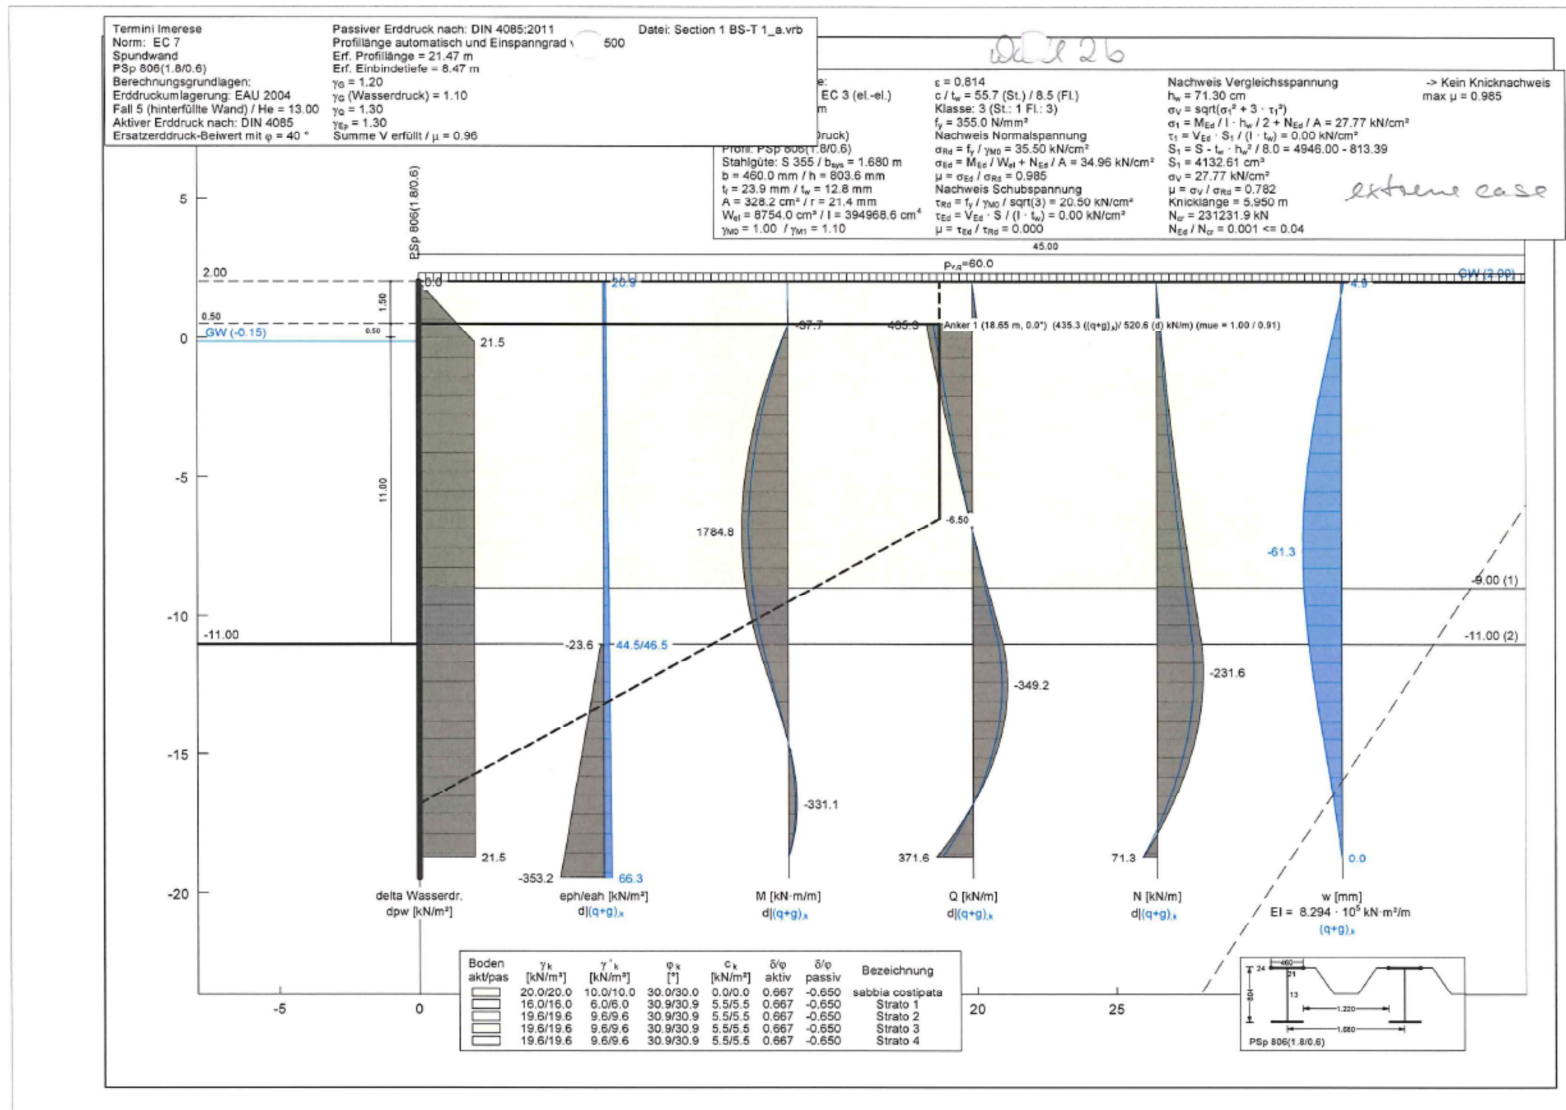 Termini Imerese
Norm: EC 7
Spundwand
PSp 806(1.8/0.6)
Berechnungsgrundlagen:
Erddruckumlagerung: EAU 2004
Fall 5 (hinterfüllte Wand) / He = 13.00
Aktiver Erddruck nach: DIN 4085
Ersatzerddruck-Beiwert mit φ = 40 °
Passiver Erddruck nach: DIN 4085:2011
Profillänge automatisch und Einspanngrad 500
Erf. Profillänge = 21.47 m
Erf. Einbindetiefe = 8.47 m
γG = 1.20
γG (Wasserdruck) = 1.10
γQ = 1.30
γEp = 1.30
Summe V erfüllt / μ = 0.96
Datei: Section 1 BS-T 1_a.vrb
2b
e:
EC 3 (el.-el.)
m
Druck)
Profil: PSp 806(1.8/0.6)
Stahlgüte: S 355 / bsys = 1.680 m
b = 460.0 mm / h = 803.6 mm
tf = 23.9 mm / tw = 12.8 mm
A = 328.2 cm² / r = 21.4 mm
Wel = 8754.0 cm³ / I = 394968.6 cm⁴
γM0 = 1.00 / γM1 = 1.10
ε = 0.814
c / tw = 55.7 (St.) / 8.5 (Fl.)
Klasse: 3 (St.: 1 Fl.: 3)
fy = 355.0 N/mm²
Nachweis Normalspannung
σRd = fy / γM0 = 35.50 kN/cm²
σEd = MEd / Wel + NEd / A = 34.96 kN/cm²
μ = σEd / σRd = 0.985
Nachweis Schubspannung
τRd = fy / γM0 / sqrt(3) = 20.50 kN/cm²
τEd = VEd · S / (I · tw) = 0.00 kN/cm²
μ = τEd / τRd = 0.000
Nachweis Vergleichsspannung
hw = 71.30 cm
σV = sqrt(σ1² + 3 · τ1²)
σ1 = MEd / I · hw / 2 + NEd / A = 27.77 kN/cm²
τ1 = VEd · S1 / (I · tw) = 0.00 kN/cm²
S1 = S - tw · hw² / 8.0 = 4946.00 - 813.39
S1 = 4132.61 cm³
σV = 27.77 kN/cm²
μ = σV / σRd = 0.782
Knicklänge = 5.950 m
Ncr = 231231.9 kN
NEd / Ncr = 0.001 <= 0.04
-> Kein Knicknachweis
max μ = 0.985
extreme case
PSp 806(1.8/0.6)
45.00
pv,q=60.0
5
2.00
0.0
20.9
4.9
GW (2.00)
1.50
0.50
0.50
GW (-0.15)
0
21.5
-37.7
Anker 1 (18.65 m, 0.0°) (435.3 ((q+g),k)/ 520.6 (d) kN/m) (mue = 1.00 / 0.91)
-5
11.00
1784.8
-6.50
-61.3
-9.00 (1)
-10
-11.00
-23.6
44.5/46.5
-11.00 (2)
-349.2
-231.6
-15
-331.1
21.5
371.6
71.3
0.0
-353.2
66.3
-20
delta Wasserdr.
dpw [kN/m²]
eph/eah [kN/m²]
d|(q+g),k
M [kN·m/m]
d|(q+g),k
Q [kN/m]
d|(q+g),k
N [kN/m]
d|(q+g),k
w [mm]
EI = 8.294 · 10⁵ kN·m²/m
(q+g),k
-5 0 20 25
Boden akt/pas γk [kN/m³] γ'k [kN/m³] φk [°] ck [kN/m²] δ/φ aktiv δ/φ passiv Bezeichnung
20.0/20.0 10.0/10.0 30.0/30.0 0.0/0.0 0.667 -0.650 sabbia costipata
16.0/16.0 6.0/6.0 30.9/30.9 5.5/5.5 0.667 -0.650 Strato 1
19.6/19.6 9.6/9.6 30.9/30.9 5.5/5.5 0.667 -0.650 Strato 2
19.6/19.6 9.6/9.6 30.9/30.9 5.5/5.5 0.667 -0.650 Strato 3
19.6/19.6 9.6/9.6 30.9/30.9 5.5/5.5 0.667 -0.650 Strato 4
460
24
21
804
13
1.220
1.680
PSp 806(1.8/0.6)